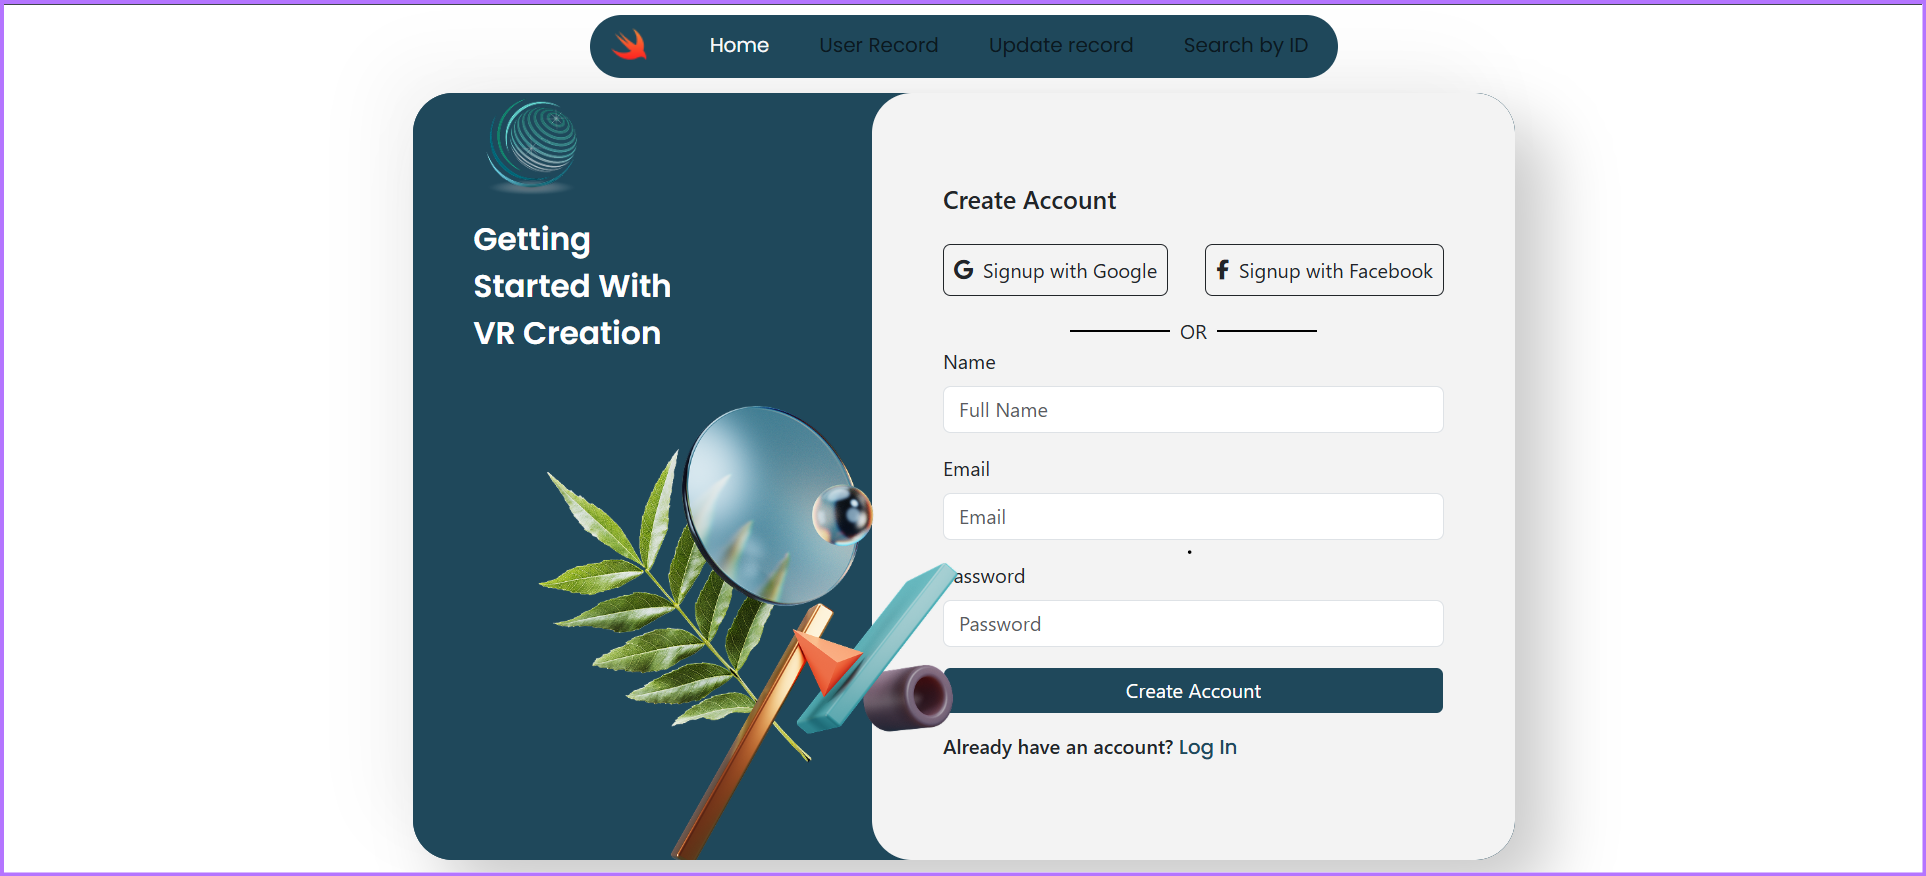 Home User Record Update record Search by ID
Getting
Started With
VR Creation
Create Account
Signup with Google Signup with Facebook
OR
Name
Full Name
Email
Email
assword
Password
Create Account
Already have an account? Log In